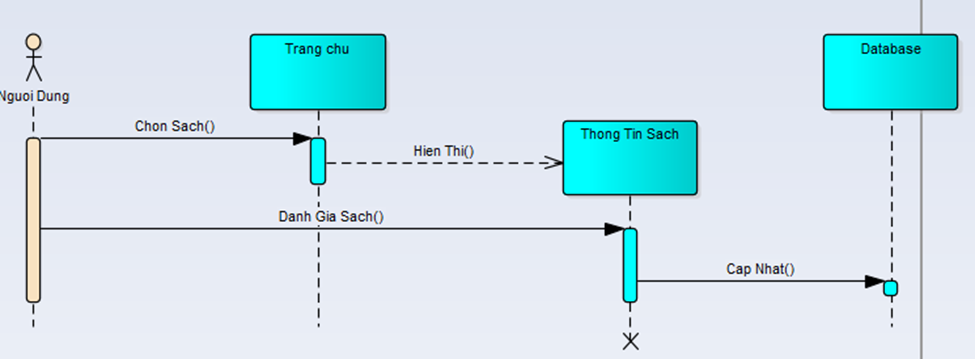 Trang chu
Database
Nguoi Dung
Chon Sach()
Thong Tin Sach
Hien Thi()
Danh Gia Sach()
Cap Nhat()